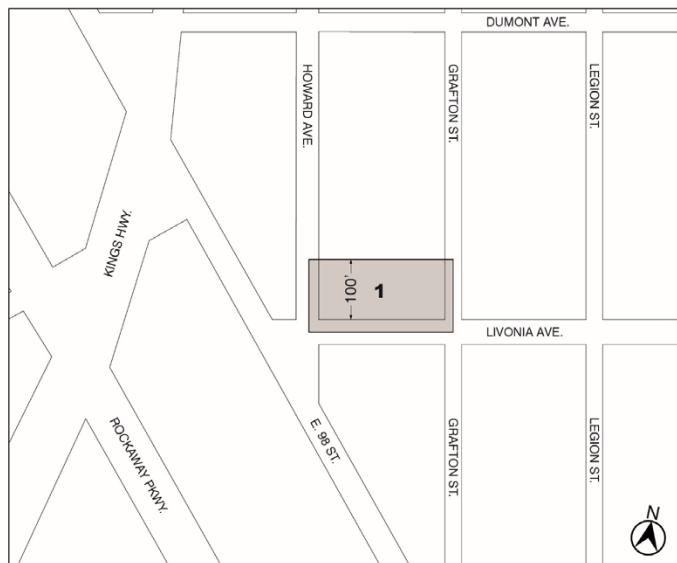 DUMONT AVE.
HOWARD AVE.
GRAFTON ST.
LEGION ST.
KINGS HWY.
100'
1
LIVONIA AVE.
ROCKAWAY PKWY.
E. 98 ST.
GRAFTON ST.
LEGION ST.
N